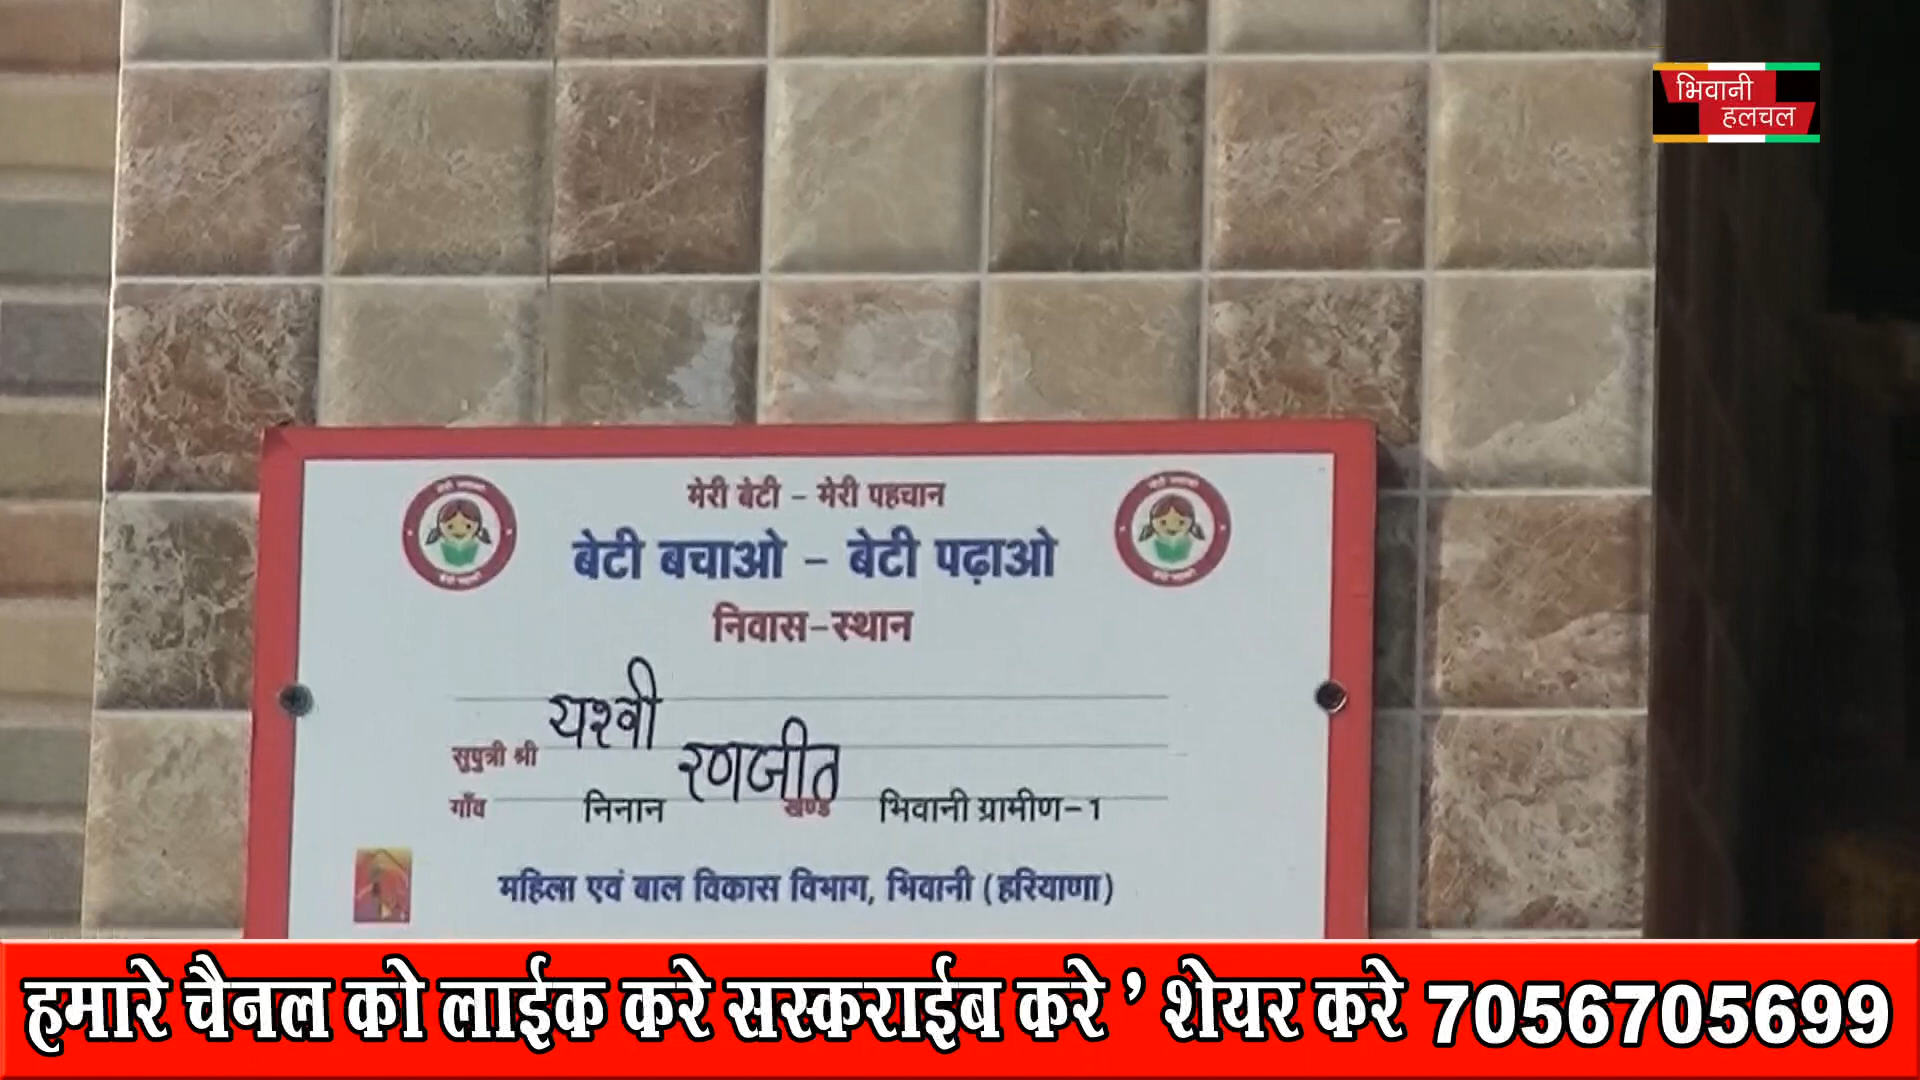 भिवानी
हलचल
मेरी बेटी - मेरी पहचान
बेटी बचाओ - बेटी पढ़ाओ
निवास-स्थान
यश्वी
सुपुत्री श्री रणजीत
गाँव निनान खण्ड भिवानी ग्रामीण-1
महिला एवं बाल विकास विभाग, भिवानी (हरियाणा)
हमारे चैनल को लाईक करे सस्कराईब करे ’ शेयर करे 7056705699